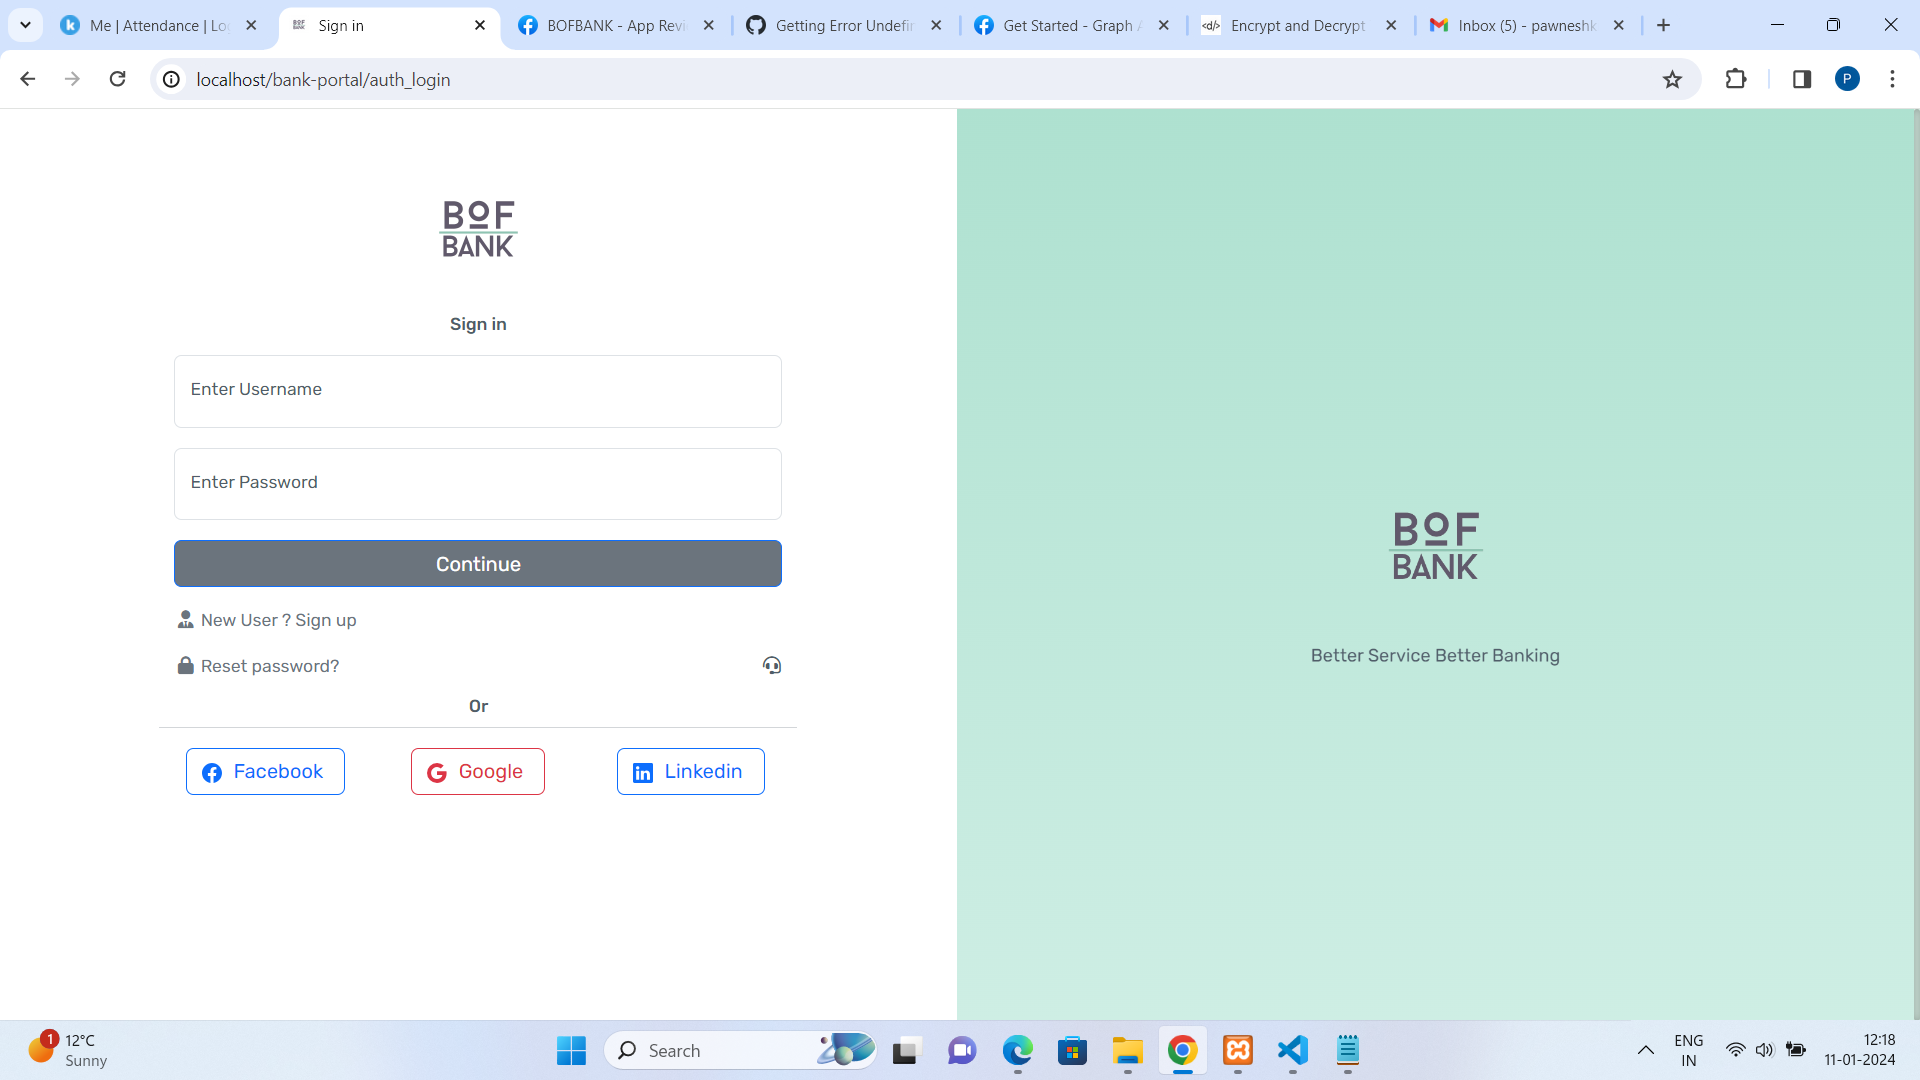 Me | Attendance | Log
Sign in
BOFBANK - App Revi
Getting Error Undefin
Get Started - Graph A
Encrypt and Decrypt
Inbox (5) - pawneshk
localhost/bank-portal/auth_login
P
BOF
BANK
Sign in
Enter Username
Enter Password
Continue
New User ? Sign up
Reset password?
Or
Facebook
Google
Linkedin
BOF
BANK
Better Service Better Banking
1
12°C
Sunny
Search
ENG
IN
12:18
11-01-2024